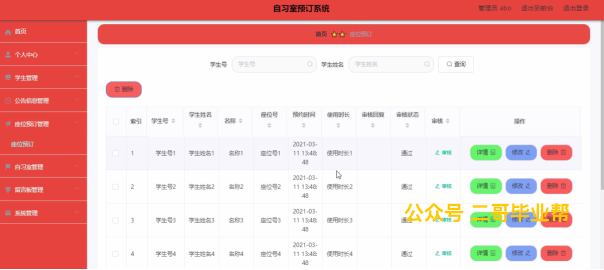 自习室预订系统
管理员 abo 退出到前台 退出登录
首页
个人中心
学生管理
公告信息管理
座位预订管理
座位预订
自习室管理
留言板管理
系统管理
首页 座位预订
学生号 学生号 学生姓名 学生姓名 查询
删除
索引 学生号 学生姓名 名称 座位号 预约时间 使用时长 审核回复 审核状态 审核 操作
1 学生号1 学生姓名1 名称1 座位号1 2021-03-11 13:48:48 使用时长1 通过 审核 详情 修改 删除
2 学生号2 学生姓名2 名称2 座位号2 2021-03-11 13:48:48 使用时长2 通过 审核 详情 修改 删除
3 学生号3 学生姓名3 名称3 座位号3 2021-03-11 13:48:48 使用时长3 通过 审核
4 学生号4 学生姓名4 名称4 座位号4 2021-03-11 13:48:48 使用时长4 通过 审核 详情 修改 删除
公众号 二哥毕业帮